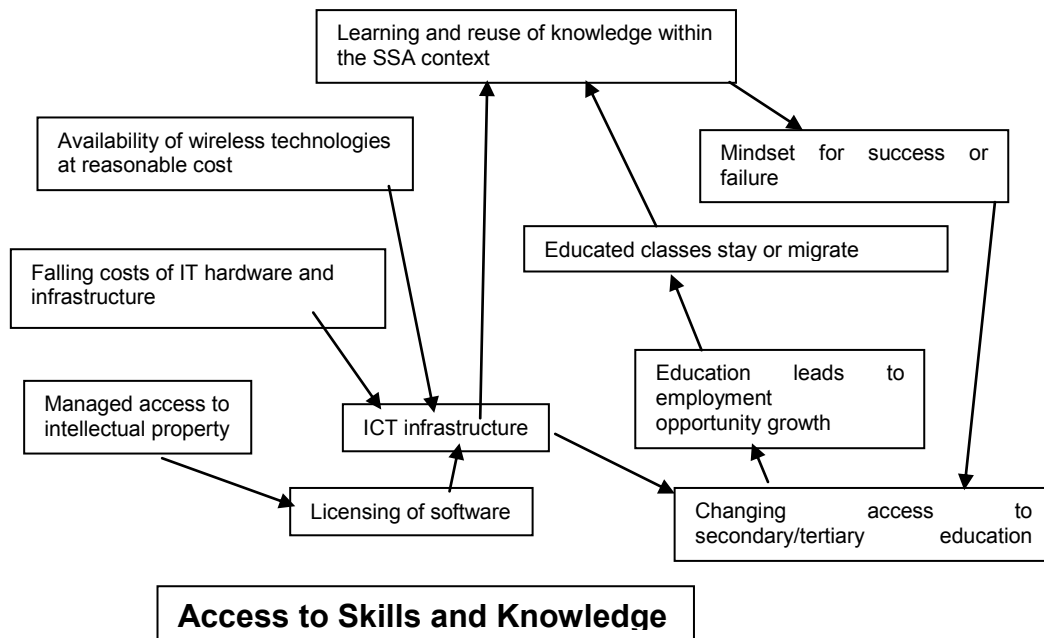 Learning and reuse of knowledge within
the SSA context
Availability of wireless technologies
at reasonable cost
Mindset for success or
failure
Educated classes stay or migrate
Falling costs of IT hardware and
infrastructure
Education leads to
employment
opportunity growth
Managed access to
intellectual property
ICT infrastructure
Licensing of software
Changing access to
secondary/tertiary education
Access to Skills and Knowledge